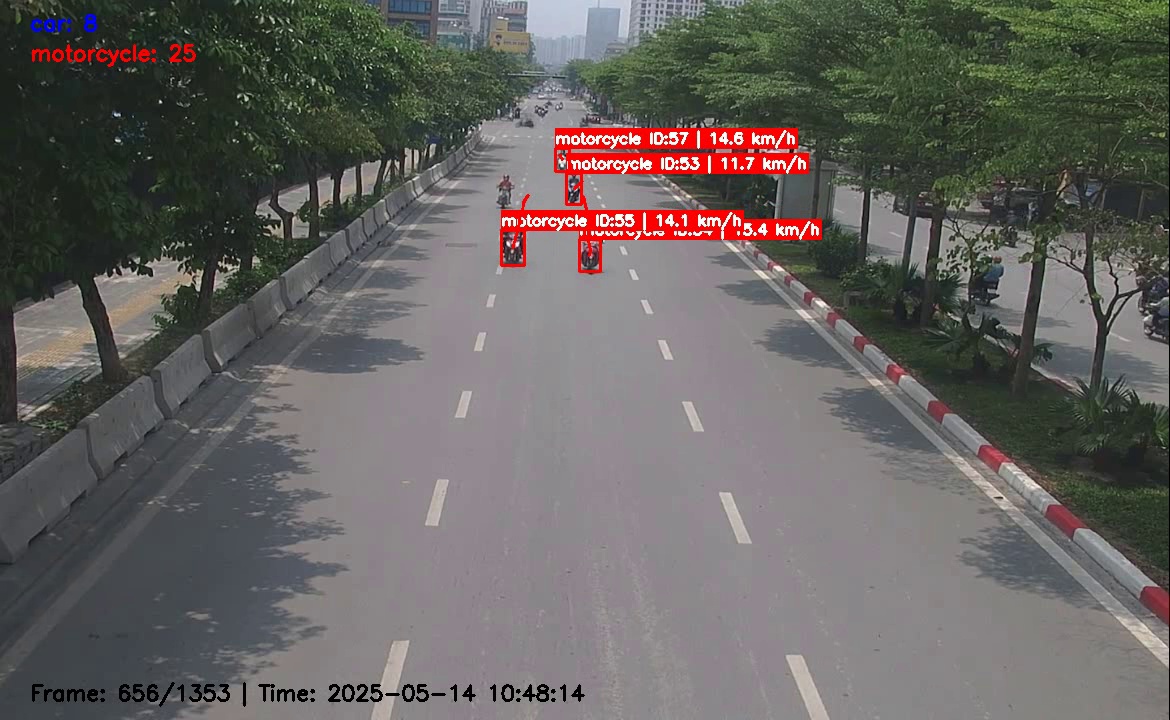 car: 8
motorcycle: 25
motorcycle ID:57 | 14.6 km/h
motorcycle ID:53 | 11.7 km/h
motorcycle ID:55 | 14.1 km/h
15.4 km/h
Frame: 656/1353 | Time: 2025-05-14 10:48:14